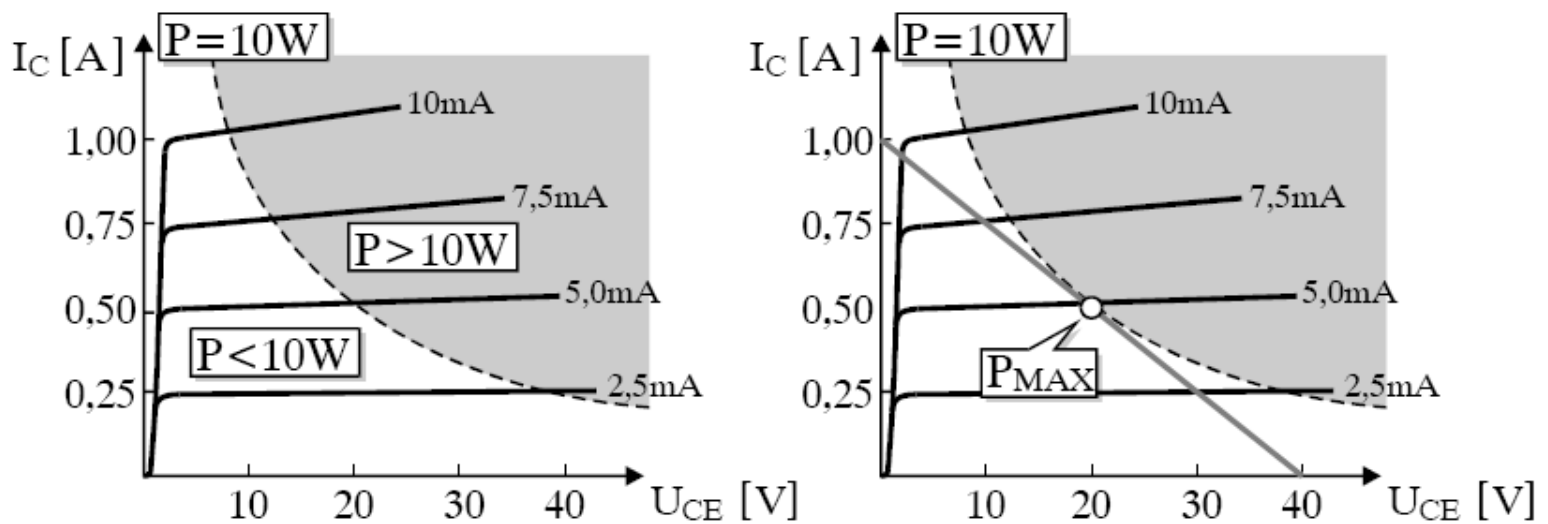 P=10W
I_C [A]
10mA
1,00
7,5mA
0,75
P>10W
5,0mA
0,50
P<10W
2,5mA
0,25
10 20 30 40 U_CE [V]
P=10W
I_C [A]
10mA
1,00
7,5mA
0,75
5,0mA
0,50
P_MAX
2,5mA
0,25
10 20 30 40 U_CE [V]